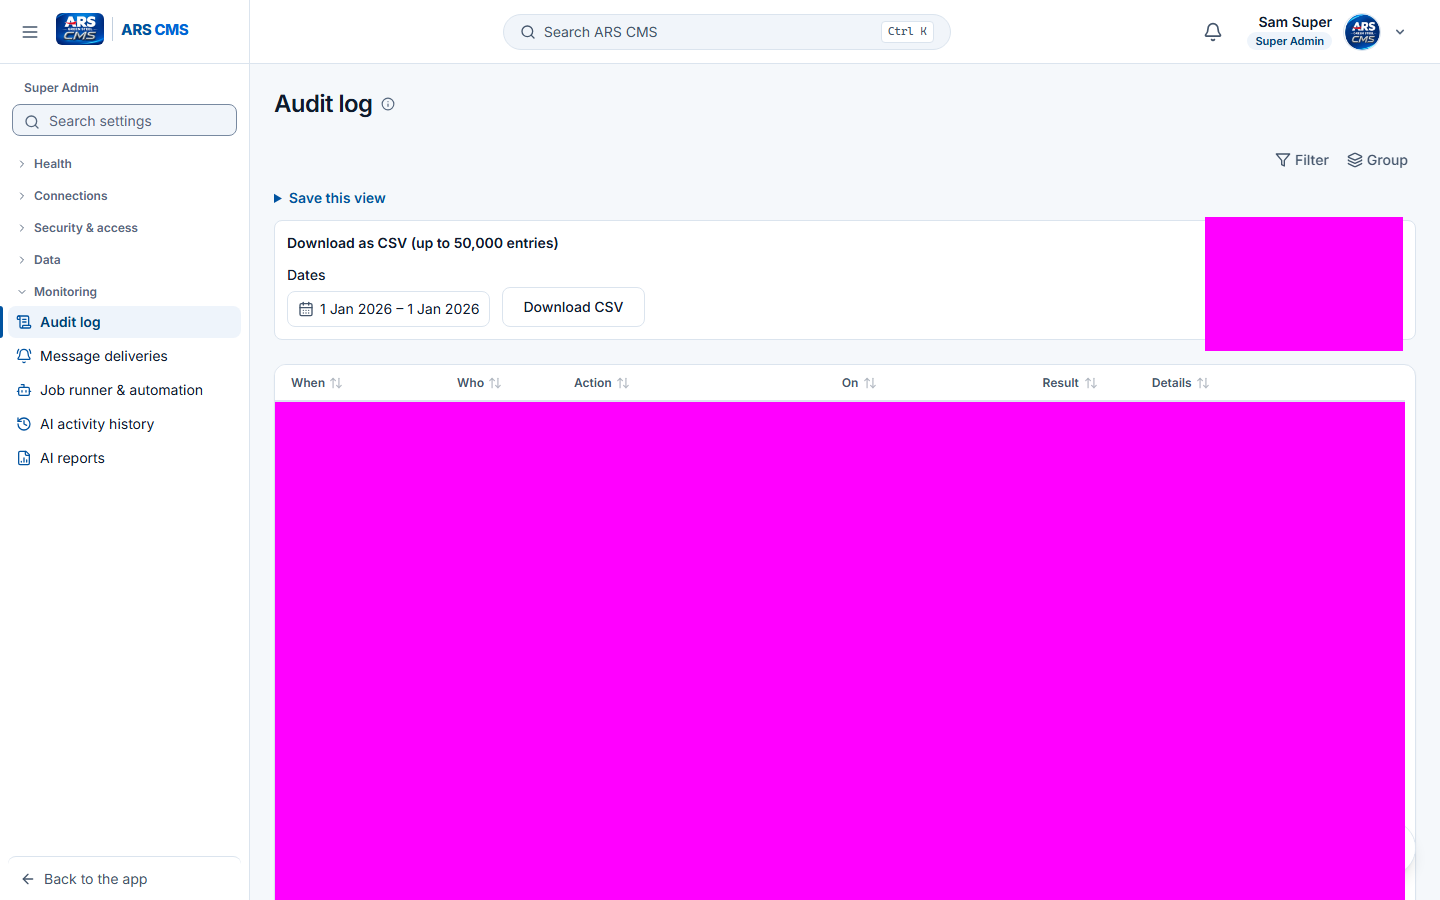 ARS
CMS
ARS CMS
Search ARS CMS
Ctrl K
Sam Super
Super Admin
ARS
CMS
Super Admin
Search settings
Health
Connections
Security & access
Data
Monitoring
Audit log
Message deliveries
Job runner & automation
AI activity history
AI reports
Back to the app
Audit log
Filter
Group
Save this view
Download as CSV (up to 50,000 entries)
Dates
1 Jan 2026 – 1 Jan 2026
Download CSV
When
Who
Action
On
Result
Details